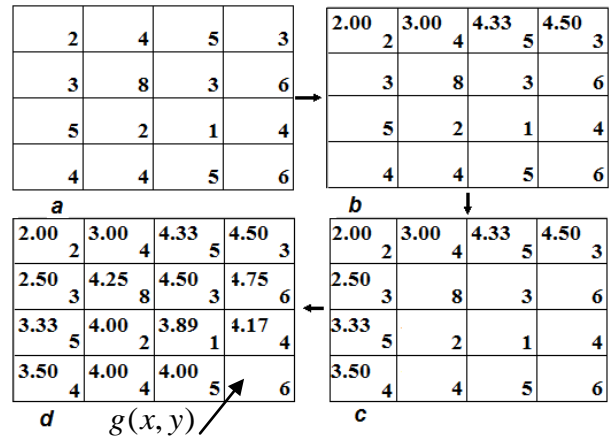 2 4 5 3
3 8 3 6
5 2 1 4
4 4 5 6
a
2.00 2 3.00 4 4.33 5 4.50 3
3 8 3 6
5 2 1 4
4 4 5 6
b
2.00 2 3.00 4 4.33 5 4.50 3
2.50 3 4.25 8 4.50 3 4.75 6
3.33 5 4.00 2 3.89 1 4.17 4
3.50 4 4.00 4 4.00 5 6
d
g(x, y)
2.00 2 3.00 4 4.33 5 4.50 3
2.50 3 8 3 6
3.33 5 2 1 4
3.50 4 4 5 6
c